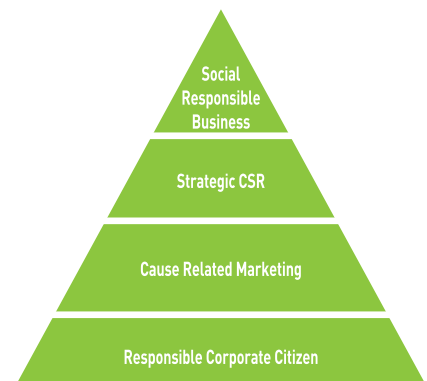 Social
Responsible
Business
Strategic CSR
Cause Related Marketing
Responsible Corporate Citizen